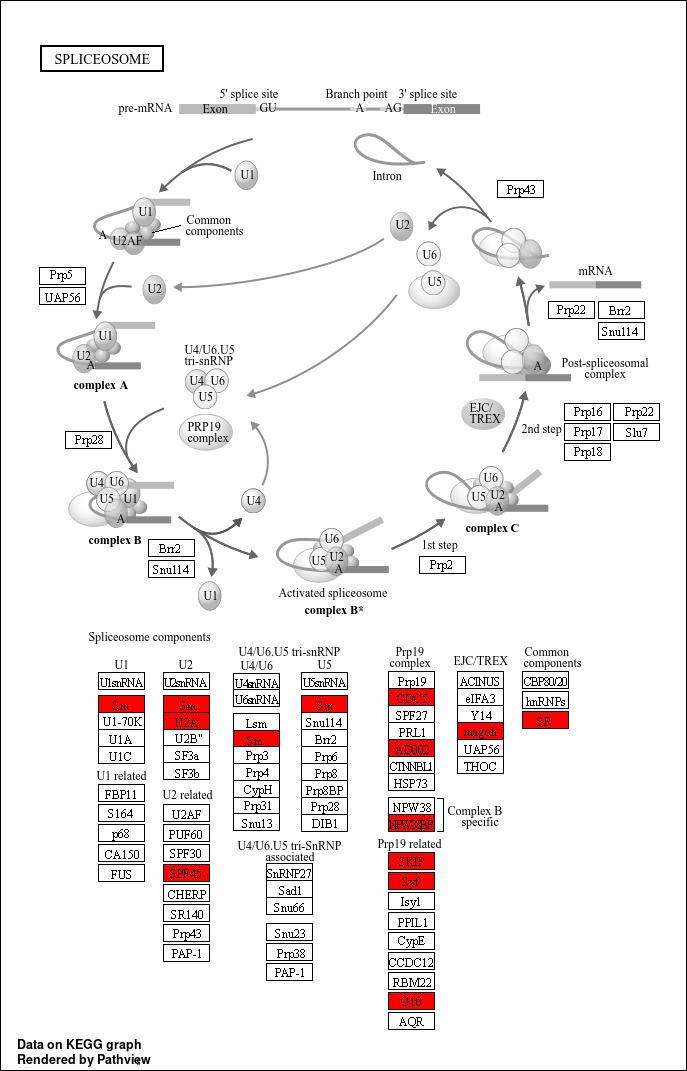 SPLICEOSOME
5' splice site
Branch point
3' splice site
pre-mRNA
Exon
GU
A
AG
Exon
U1
Intron
Prp43
U1
A
U2AF
Common
components
U2
U6
U5
mRNA
Prp5
UAP56
U2
Prp22
Brr2
Snu114
U1
U2
A
complex A
U4/U6.U5
tri-snRNP
U4
U6
U5
A
Post-spliceosomal
complex
PRP19
complex
EJC/
TREX
2nd step
Prp16
Prp22
Prp17
Slu7
Prp18
Prp28
U4
U6
U5
U1
A
complex B
U4
U6
U5
U2
A
complex C
Brr2
Snu114
U1
U6
U5
U2
A
Activated spliceosome
complex B*
1st step
Prp2
Spliceosome components
U1
U1snRNA
Sm
U1-70K
U1A
U1C
U1 related
FBP11
S164
p68
CA150
FUS
U2
U2snRNA
Sm
U2A'
U2B"
SF3a
SF3b
U2 related
U2AF
PUF60
SPF30
SPF45
CHERP
SR140
Prp43
PAP-1
U4/U6.U5 tri-snRNP
U4/U6
U4snRNA
U6snRNA
Lsm
Sm
Prp3
Prp4
CypH
Prp31
Snu13
U5
U5snRNA
Sm
Snu114
Brr2
Prp6
Prp8
Prp8BP
Prp28
DIB1
U4/U6.U5 tri-SnRNP
associated
SnRNP27
Sad1
Snu66
Snu23
Prp38
PAP-1
Prp19
complex
Prp19
CDC5
SPF27
PRL1
AD002
CTNNBL1
HSP73
NPW38
NPW38BP
Complex B
specific
Prp19 related
SKIP
Syf
Isy1
PPIL1
CypE
CCDC12
RBM22
G10
AQR
EJC/TREX
ACINUS
eIFA3
Y14
magoh
UAP56
THOC
Common
components
CBP80/20
hnRNPs
SR
Data on KEGG graph
Rendered by Pathview